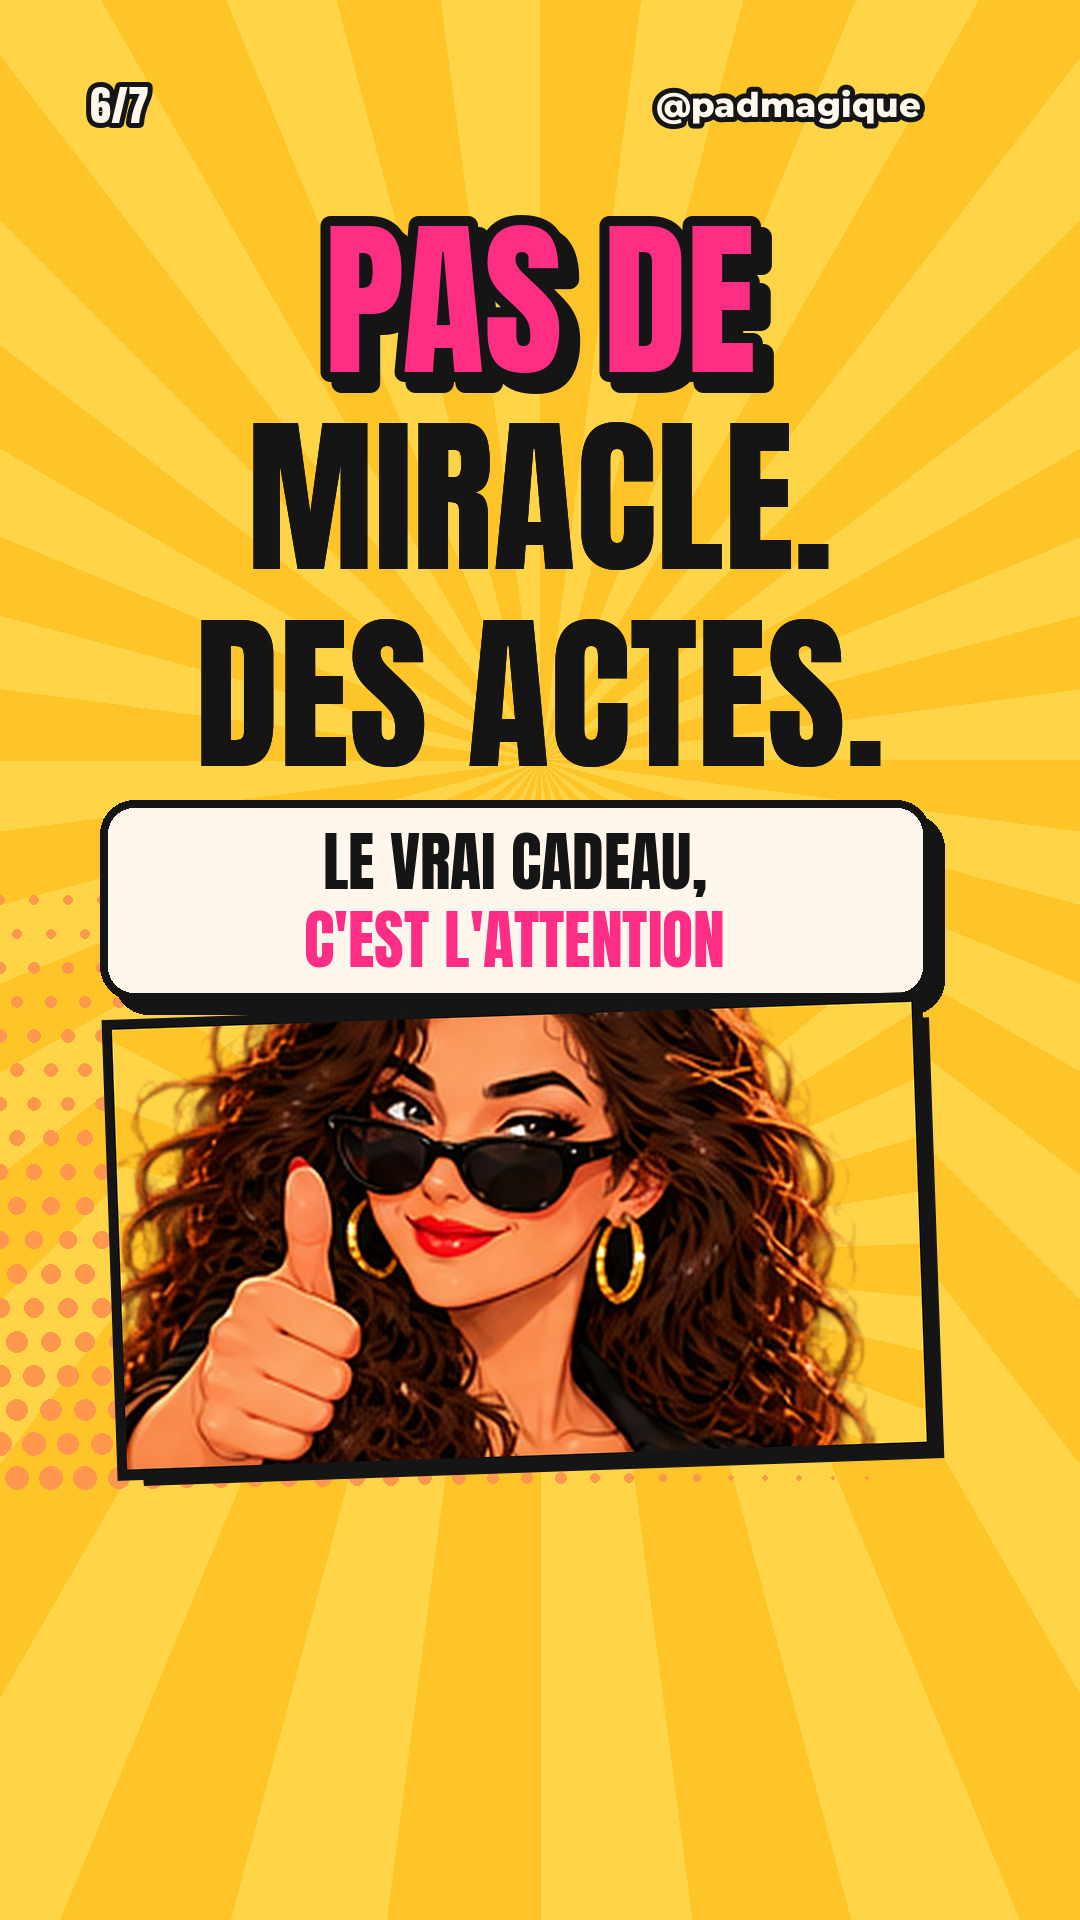 6/7
@padmagique
PAS DE
MIRACLE.
DES ACTES.
LE VRAI CADEAU,
C'EST L'ATTENTION